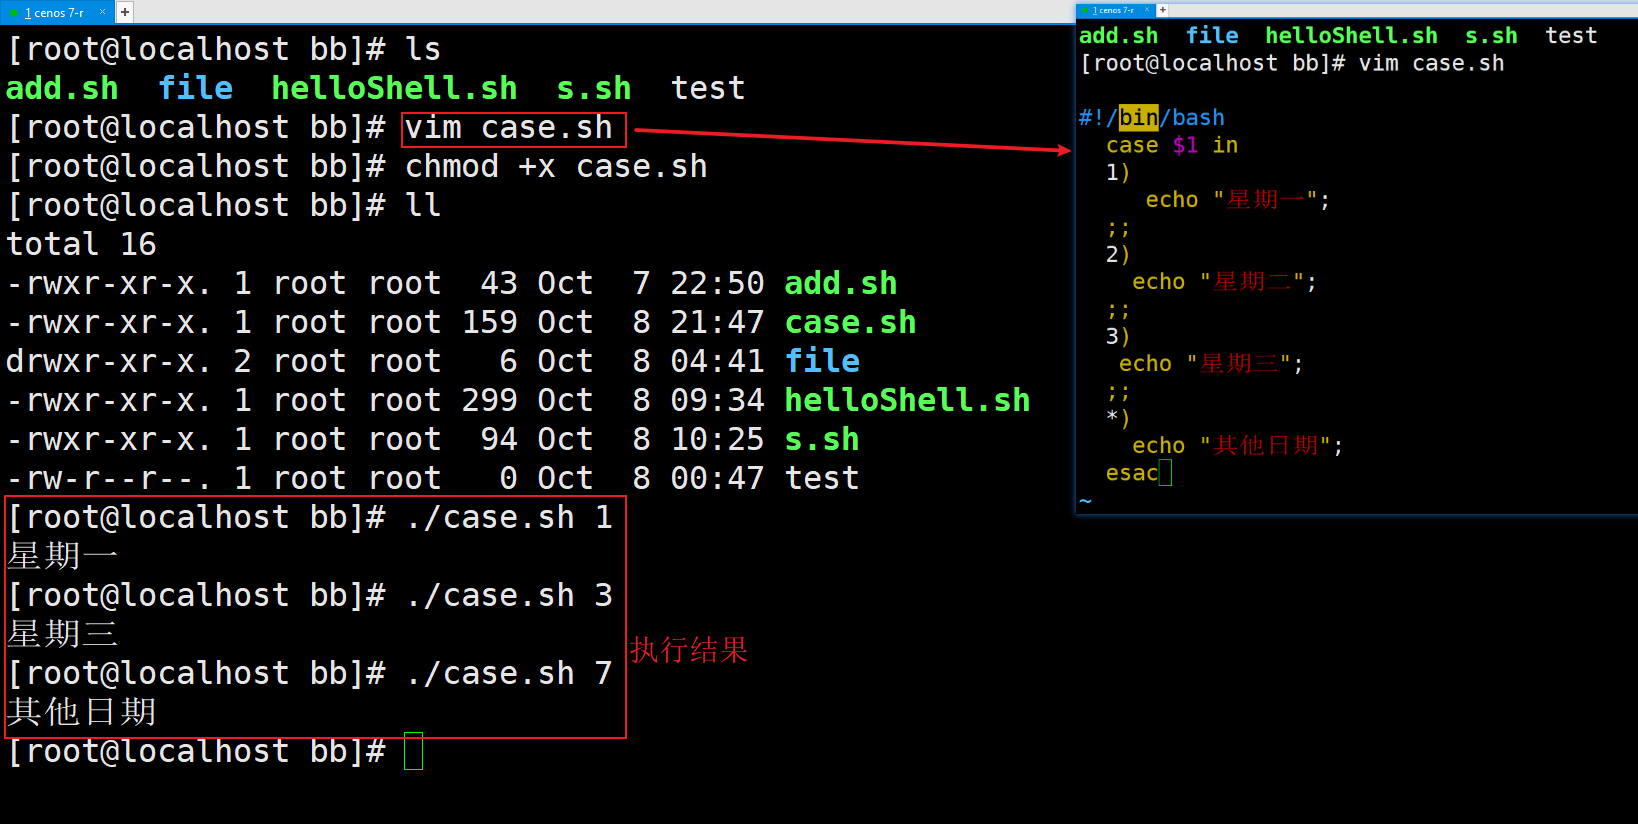 1 cenos 7-r × +
[root@localhost bb]# ls
add.sh  file  helloShell.sh  s.sh  test
[root@localhost bb]# vim case.sh
[root@localhost bb]# chmod +x case.sh
[root@localhost bb]# ll
total 16
-rwxr-xr-x. 1 root root  43 Oct  7 22:50 add.sh
-rwxr-xr-x. 1 root root 159 Oct  8 21:47 case.sh
drwxr-xr-x. 2 root root   6 Oct  8 04:41 file
-rwxr-xr-x. 1 root root 299 Oct  8 09:34 helloShell.sh
-rwxr-xr-x. 1 root root  94 Oct  8 10:25 s.sh
-rw-r--r--. 1 root root   0 Oct  8 00:47 test
[root@localhost bb]# ./case.sh 1
星期一
[root@localhost bb]# ./case.sh 3
星期三
[root@localhost bb]# ./case.sh 7
其他日期
[root@localhost bb]#
执行结果
1 cenos 7-r × +
add.sh  file  helloShell.sh  s.sh  test
[root@localhost bb]# vim case.sh
#!/bin/bash
  case $1 in
  1)
     echo "星期一";
  ;;
  2)
    echo "星期二";
  ;;
  3)
   echo "星期三";
  ;;
  *)
    echo "其他日期";
  esac
~